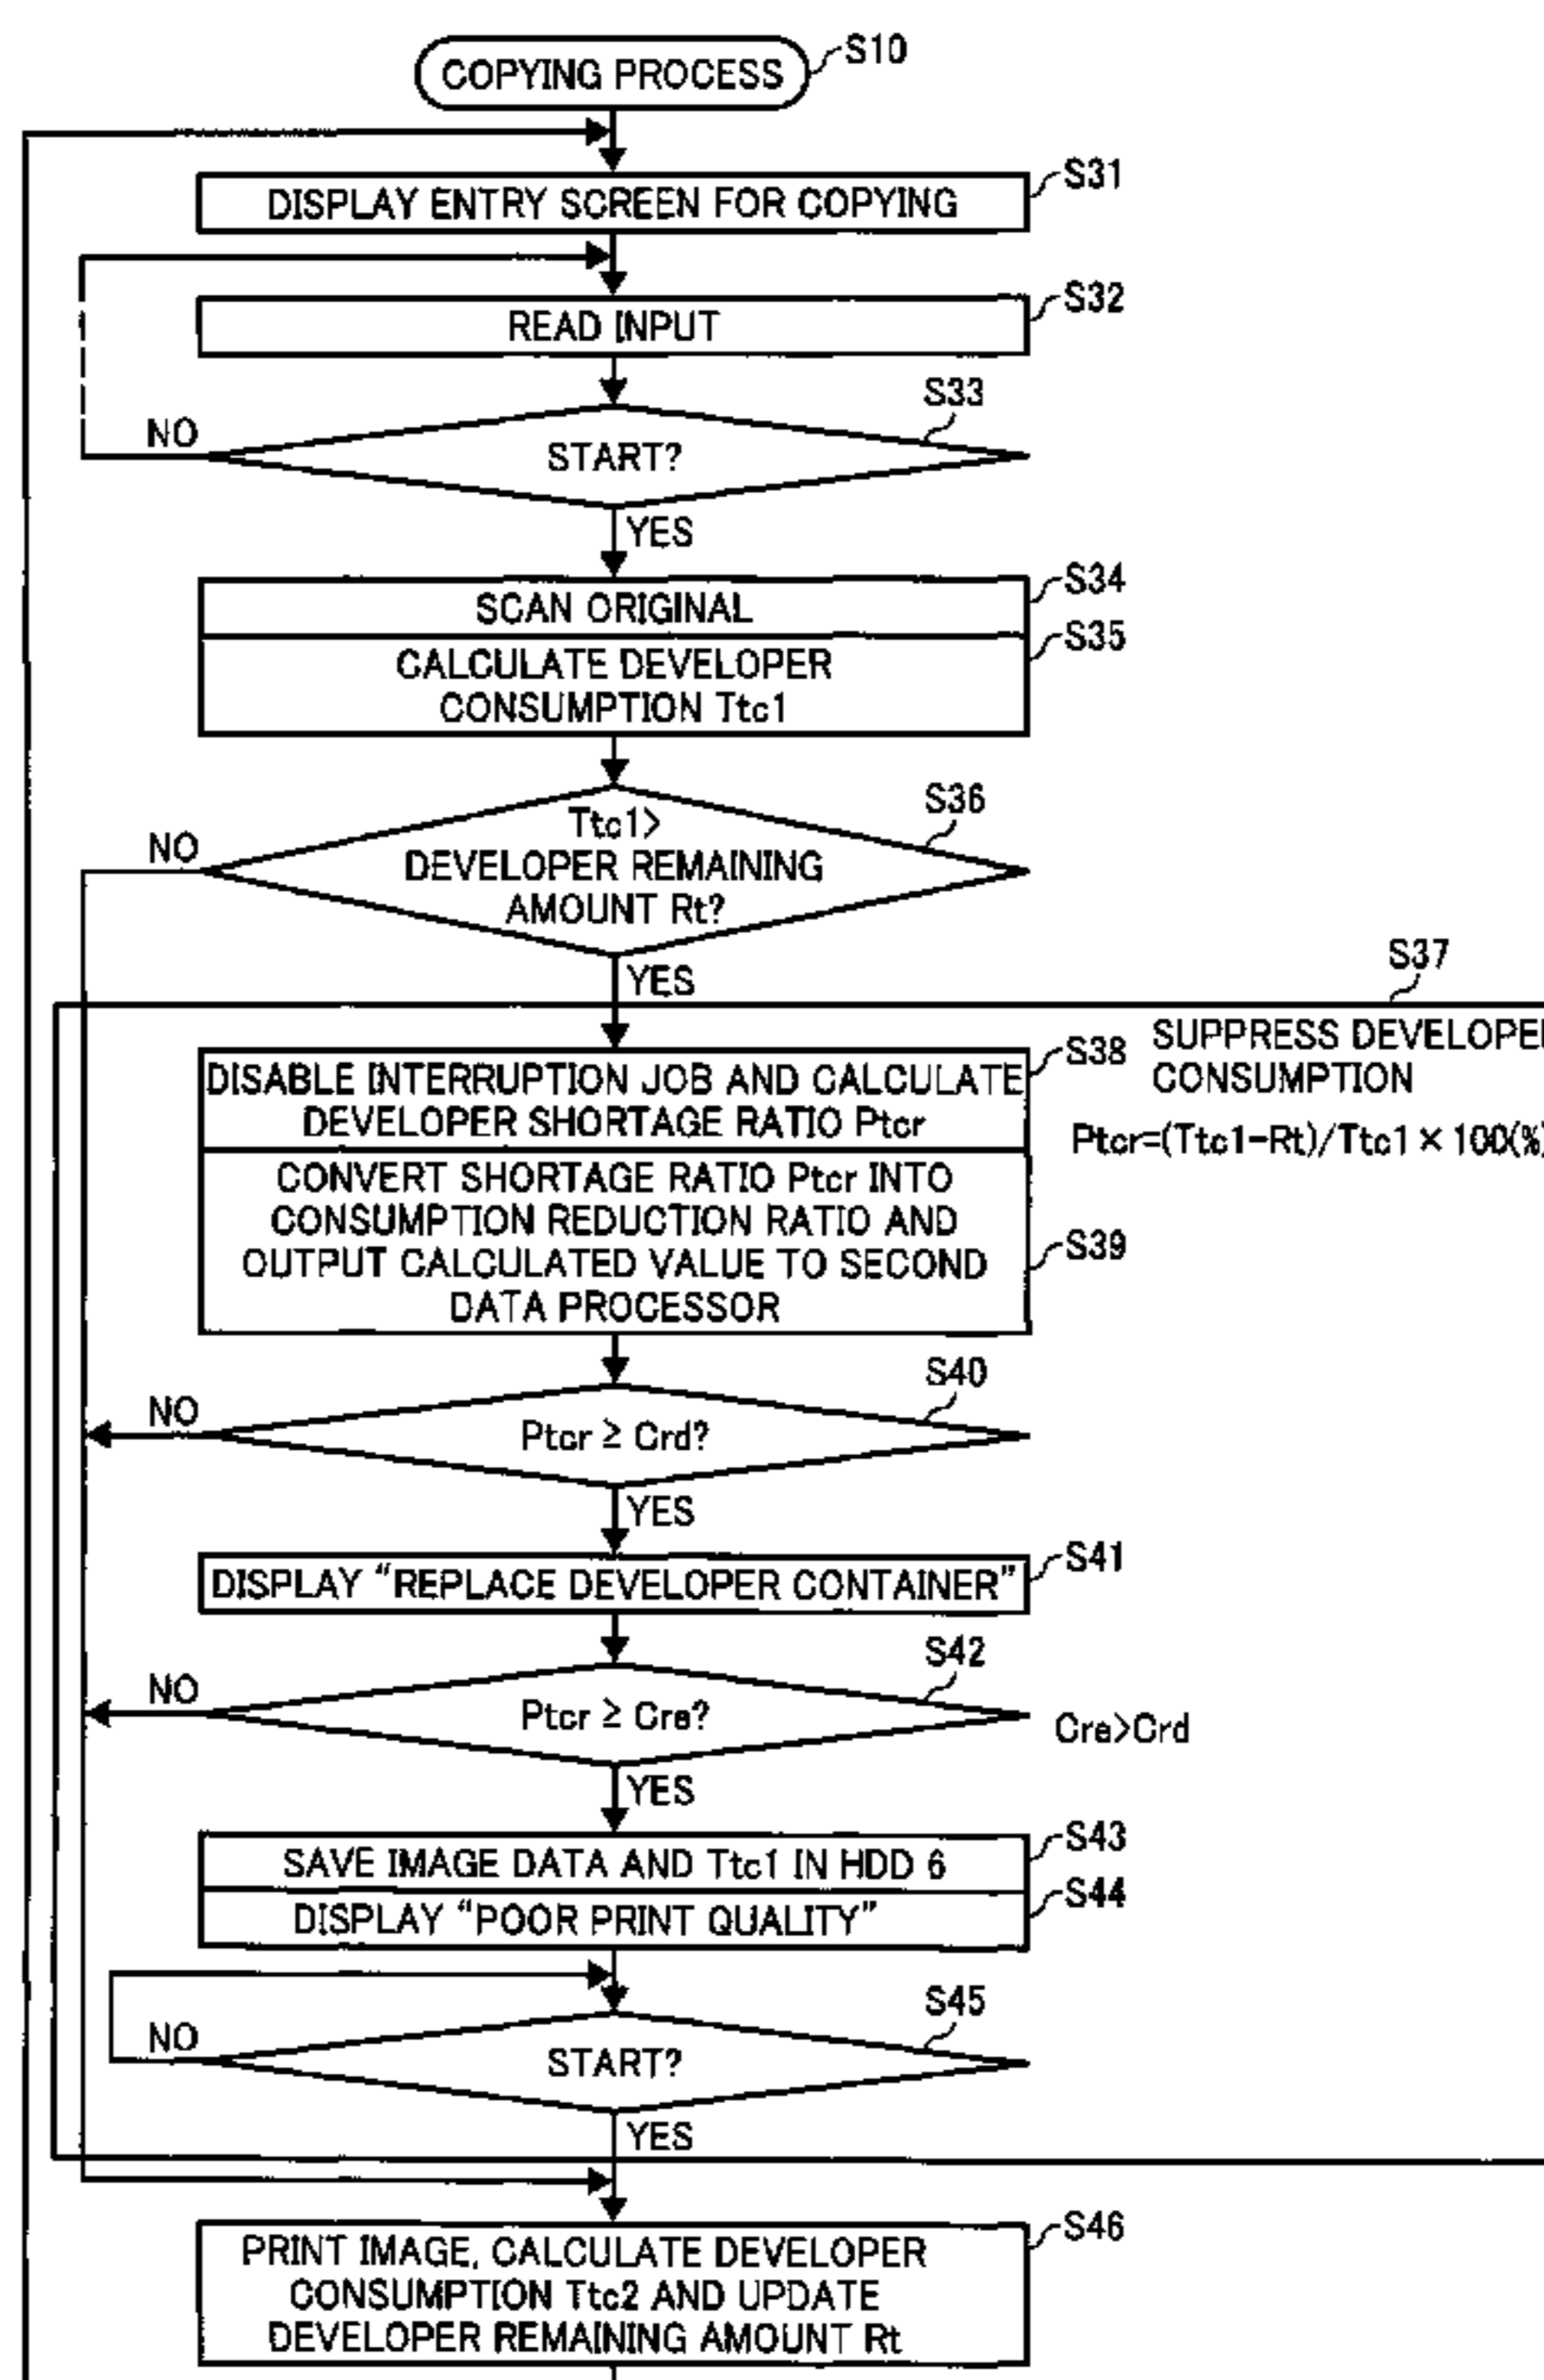 COPYING PROCESS
S10
DISPLAY ENTRY SCREEN FOR COPYING
S31
READ INPUT
S32
START?
S33
NO
YES
SCAN ORIGINAL
S34
CALCULATE DEVELOPER
CONSUMPTION Ttc1
S35
Ttc1>
DEVELOPER REMAINING
AMOUNT Rt?
S36
NO
YES
S37
SUPPRESS DEVELOPER
CONSUMPTION
DISABLE INTERRUPTION JOB AND CALCULATE
DEVELOPER SHORTAGE RATIO Ptcr
S38
Ptcr=(Ttc1-Rt)/Ttc1 × 100(%)
CONVERT SHORTAGE RATIO Ptcr INTO
CONSUMPTION REDUCTION RATIO AND
OUTPUT CALCULATED VALUE TO SECOND
DATA PROCESSOR
S39
Ptcr ≥ Crd?
S40
NO
YES
DISPLAY “REPLACE DEVELOPER CONTAINER”
S41
Ptcr ≥ Cre?
S42
NO
Cre>Crd
YES
SAVE IMAGE DATA AND Ttc1 IN HDD 6
S43
DISPLAY “POOR PRINT QUALITY”
S44
START?
S45
NO
YES
PRINT IMAGE, CALCULATE DEVELOPER
CONSUMPTION Ttc2 AND UPDATE
DEVELOPER REMAINING AMOUNT Rt
S46